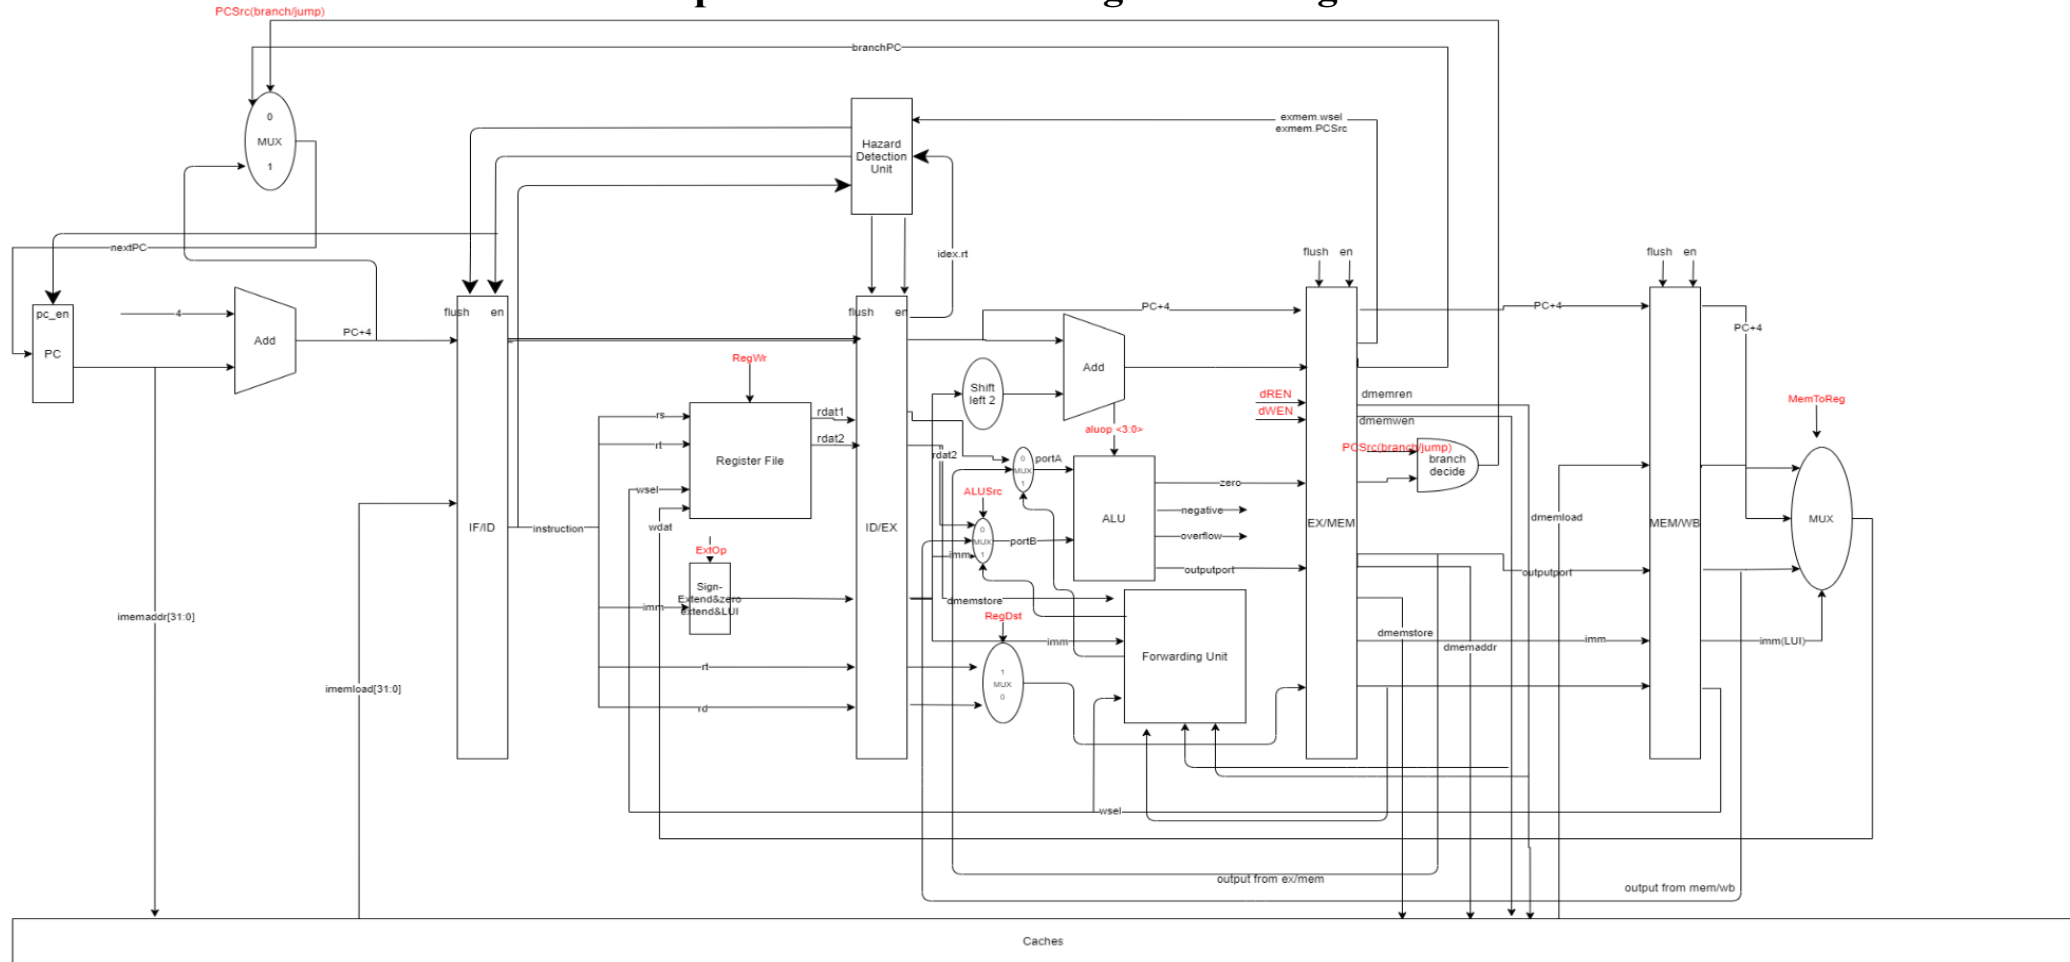 PCSrc(branch/jump)
branchPC
0
MUX
1
exmem.wsel
exmem.PCSrc
Hazard
Detection
Unit
nextPC
idex.rt
flush en
flush en
pc_en
4
flush
en
flush
en
PC+4
PC+4
PC+4
PC
Add
PC+4
RegWr
Add
Shift
left 2
dREN
dWEN
dmemren
dmemwen
MemToReg
rs
rdat1
rt
rdat2
aluop <3:0>
PCSrc(branch/jump)
branch
decide
Register File
rdat2
0
MUX
1
portA
wsel
wdat
ALUSrc
zero
IF/ID
instruction
ID/EX
0
MUX
1
portB
imm
ALU
negative
overflow
outputport
EX/MEM
dmemload
MEM/WB
MUX
ExtOp
Sign-
Extend&zero
extend&LUI
imm
dmemstore
outputport
imemaddr[31:0]
RegDst
imm
Forwarding Unit
dmemstore
dmemaddr
imm
imm(LUI)
rt
1
MUX
0
imemload[31:0]
rd
wsel
output from ex/mem
output from mem/wb
Caches